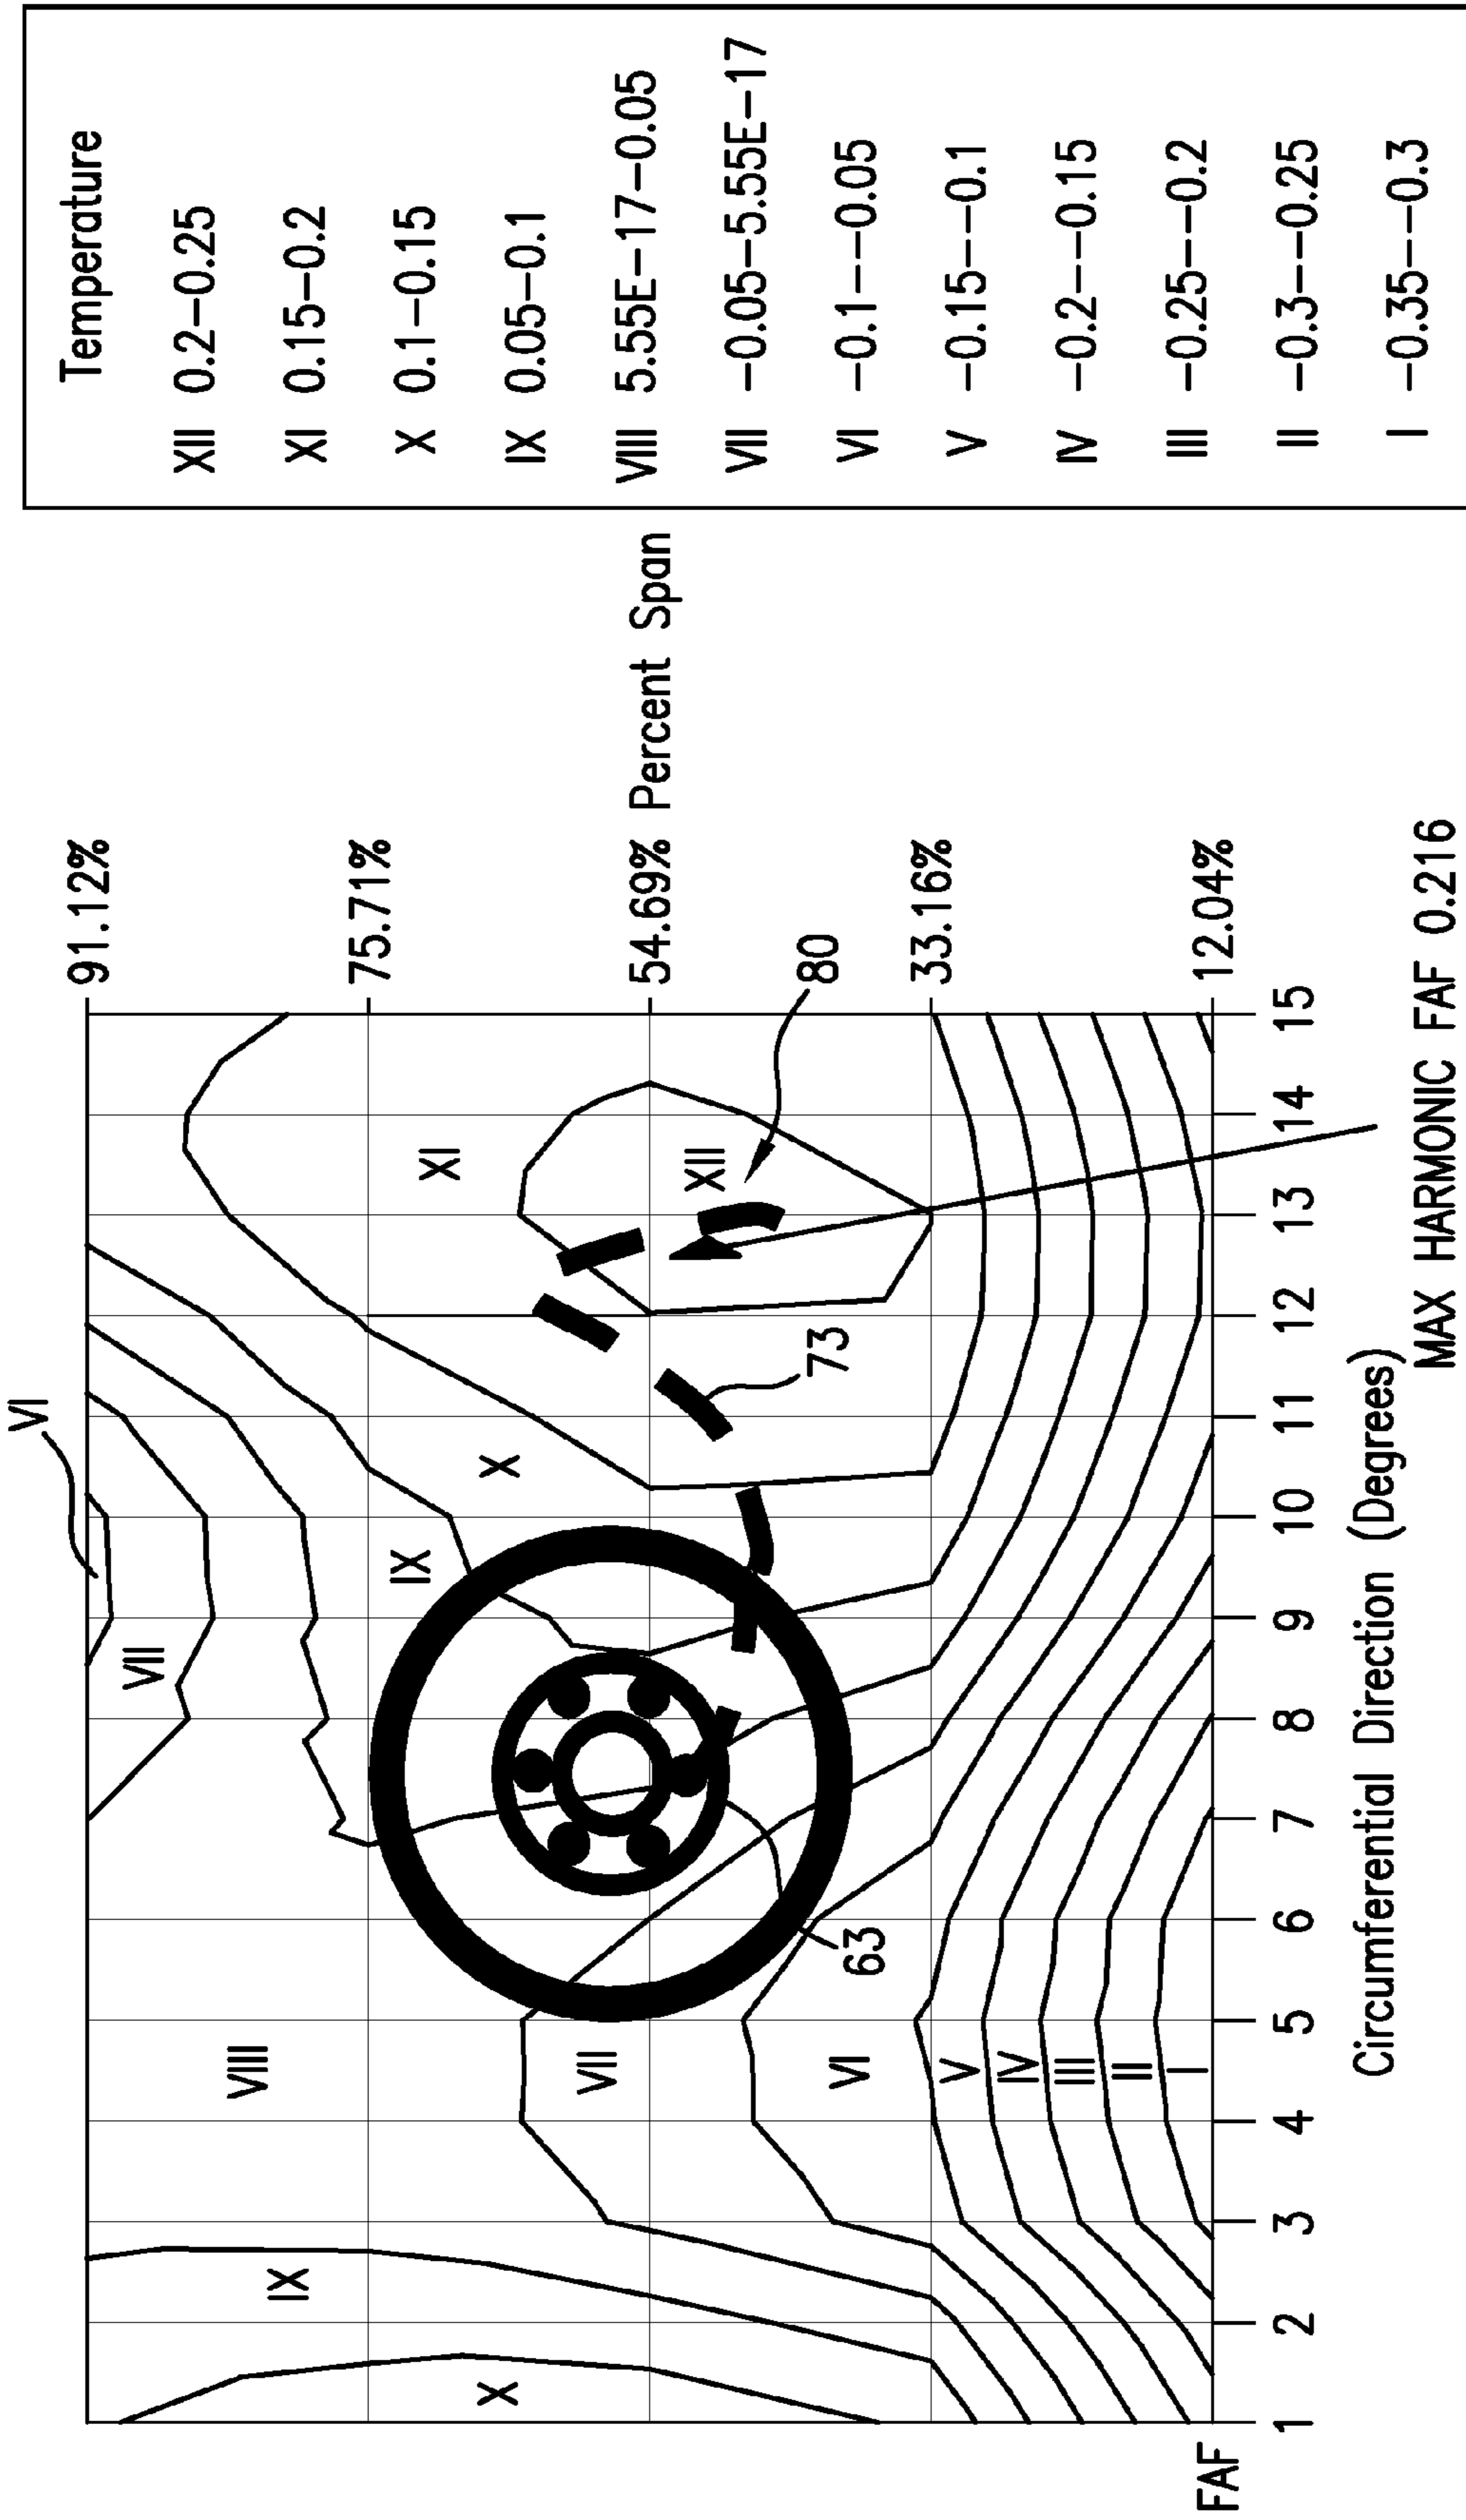 VI
VII
VIII
IX
X
XI
IX
X
VII
XII
VI
V
IV
III
II
I
63
73
80
91.12%
75.71%
54.69% Percent Span
33.16%
12.04%
FAF
1 2 3 4 5 6 7 8 9 10 11 12 13 14 15
Circumferential Direction (Degrees)
MAX HARMONIC FAF 0.216
Temperature
XII 0.2–0.25
XI 0.15–0.2
X 0.1–0.15
IX 0.05–0.1
VIII 5.55E–17–0.05
VII –0.05–5.55E–17
VI –0.1––0.05
V –0.15––0.1
IV –0.2––0.15
III –0.25––0.2
II –0.3––0.25
I –0.35––0.3